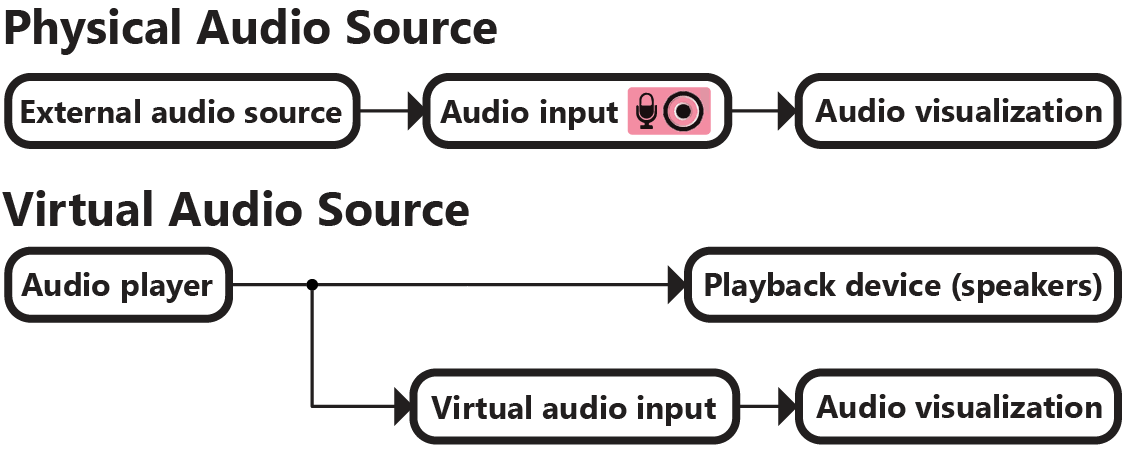 Physical Audio Source
External audio source
Audio input
Audio visualization
Virtual Audio Source
Audio player
Playback device (speakers)
Virtual audio input
Audio visualization